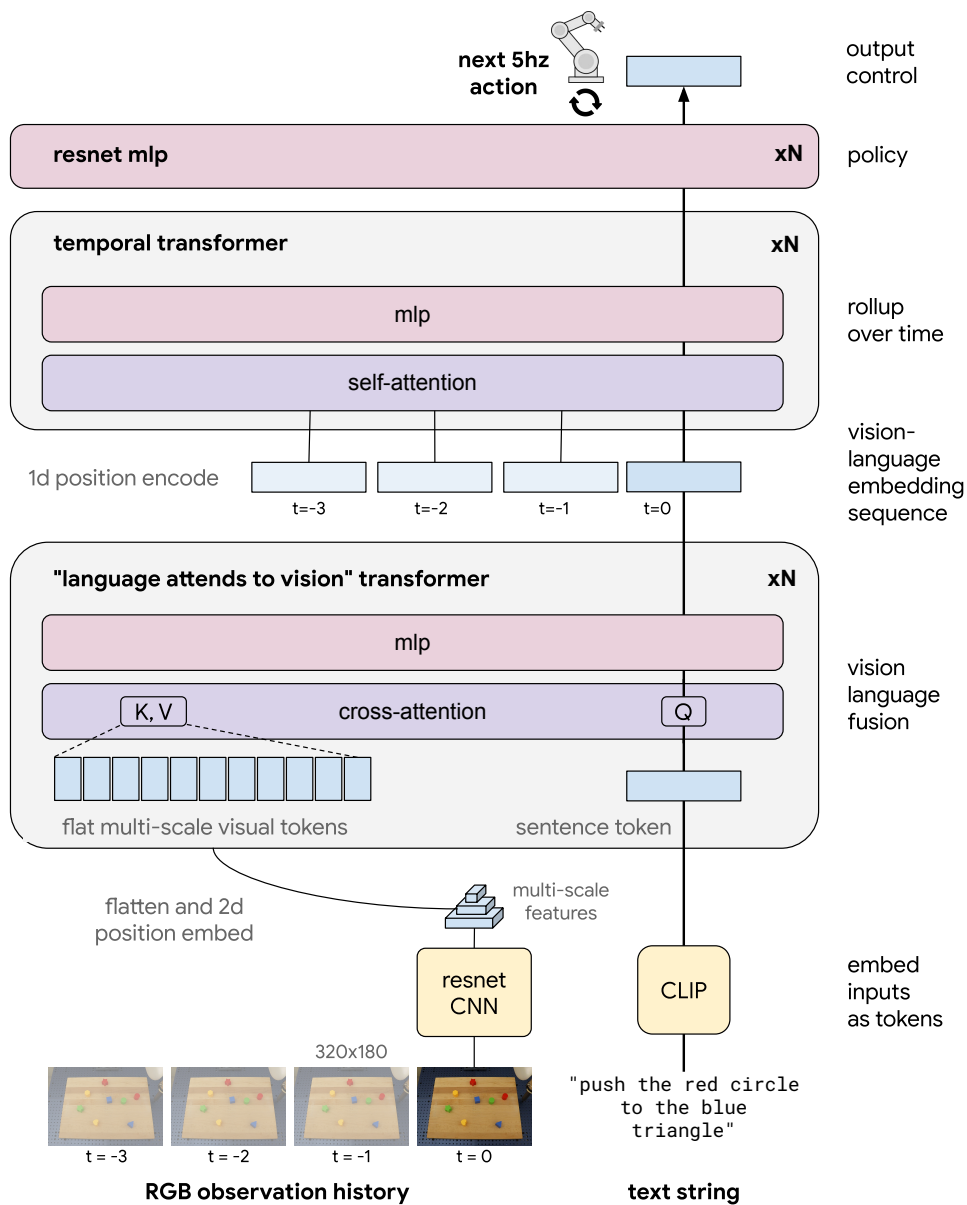 next 5hz
action
output
control
resnet mlp
xN
policy
temporal transformer
xN
mlp
self-attention
rollup
over time
1d position encode
t=-3
t=-2
t=-1
t=0
vision-
language
embedding
sequence
"language attends to vision" transformer
xN
mlp
K, V
cross-attention
Q
flat multi-scale visual tokens
sentence token
vision
language
fusion
flatten and 2d
position embed
multi-scale
features
resnet
CNN
CLIP
embed
inputs
as tokens
320x180
"push the red circle
to the blue
triangle"
t = -3
t = -2
t = -1
t = 0
RGB observation history
text string